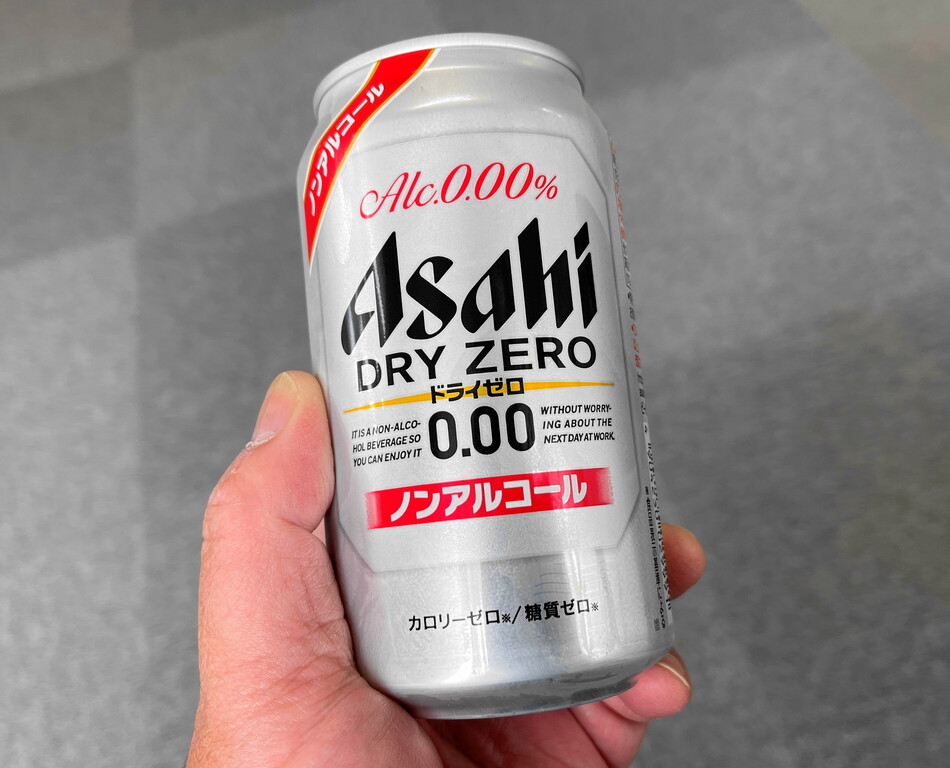 ノンアルコール
Alc.0.00%
Asahi
DRY ZERO
ドライゼロ
IT IS A NON-ALCO-
HOL BEVERAGE SO
YOU CAN ENJOY IT
0.00
WITHOUT WORRY-
ING ABOUT THE
NEXT DAY AT WORK.
ノンアルコール
カロリーゼロ※/糖質ゼロ※